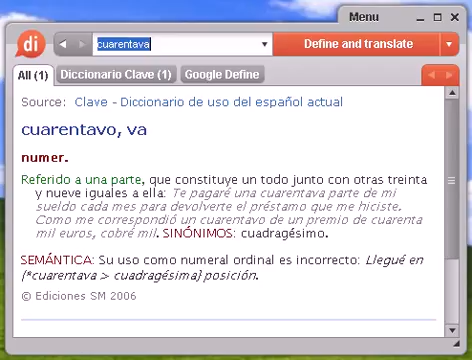 Menu
di
cuarentava
Define and translate
All (1)
Diccionario Clave (1)
Google Define
Source: Clave - Diccionario de uso del español actual
cuarentavo, va
numer.
Referido a una parte, que constituye un todo junto con otras treinta
y nueve iguales a ella: Te pagaré una cuarentava parte de mi
sueldo cada mes para devolverte el préstamo que me hiciste.
Como me correspondió un cuarentavo de un premio de cuarenta
mil euros, cobré mil. SINÓNIMOS: cuadragésimo.
SEMÁNTICA: Su uso como numeral ordinal es incorrecto: Llegué en
{*cuarentava > cuadragésima} posición.
© Ediciones SM 2006